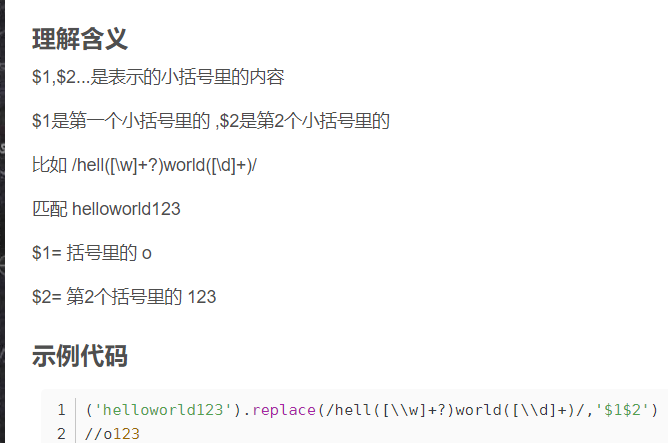 理解含义
$1,$2...是表示的小括号里的内容
$1是第一个小括号里的 ,$2是第2个小括号里的
比如 /hell([\w]+?)world([\d]+)/
匹配 helloworld123
$1= 括号里的 o
$2= 第2个括号里的 123
示例代码
1 ('helloworld123').replace(/hell([\\w]+?)world([\\d]+)/,'$1$2')
2 //o123